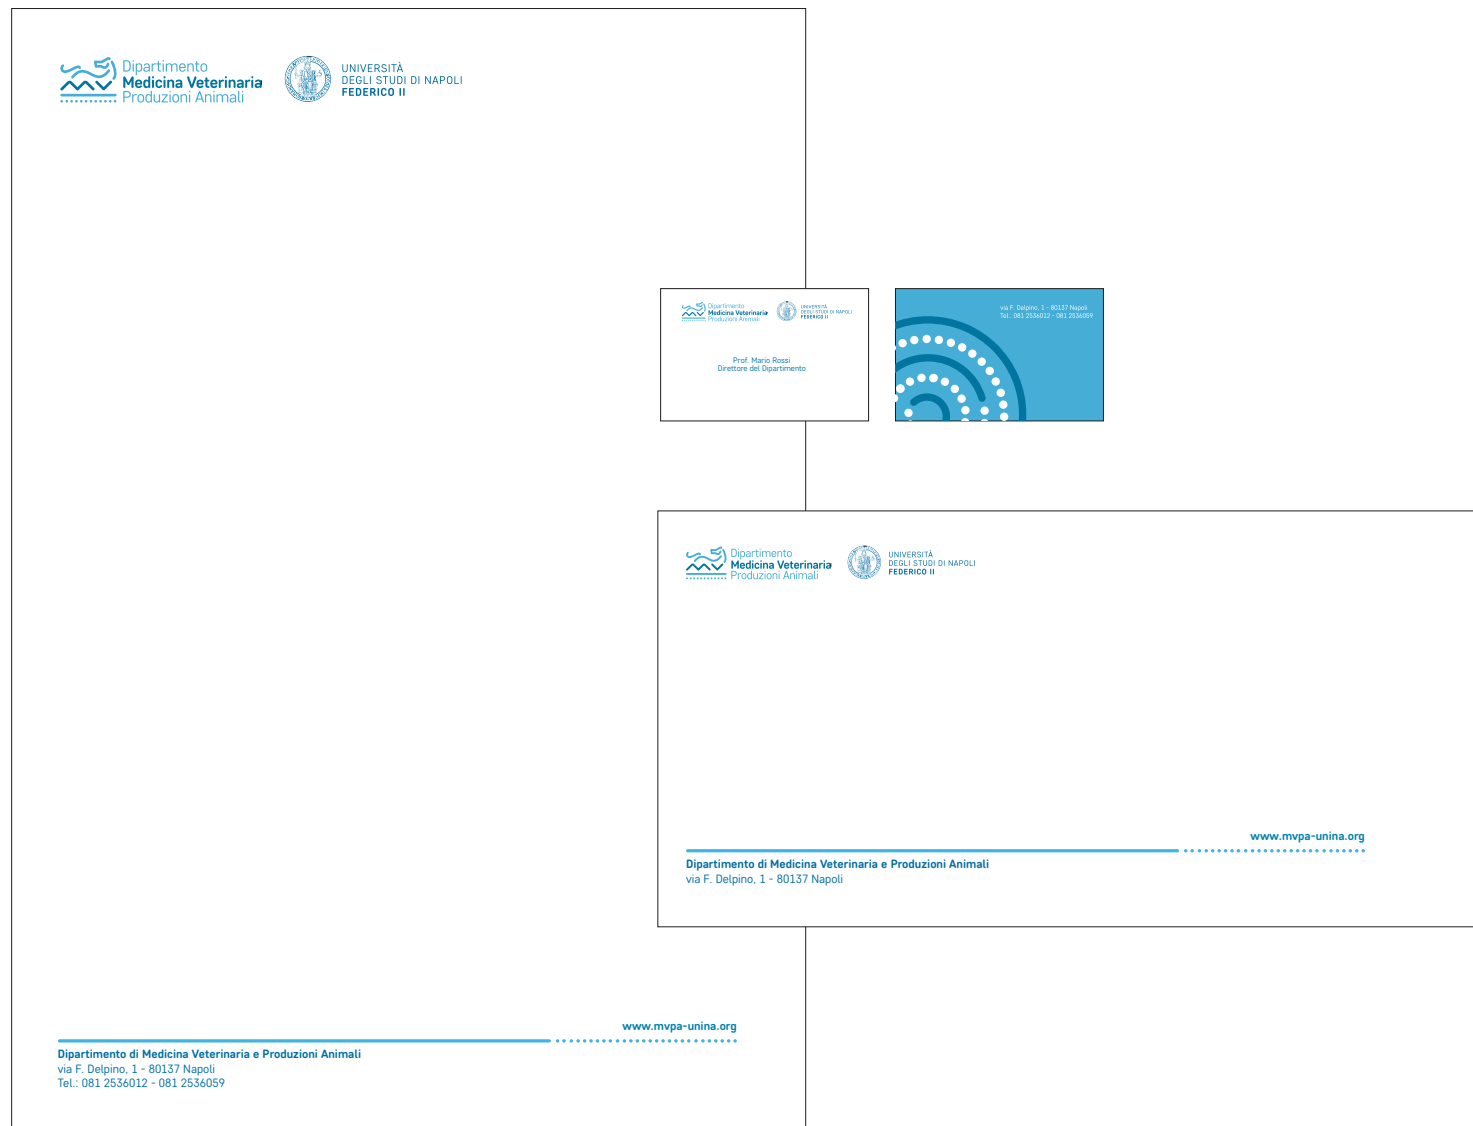 Dipartimento
Medicina Veterinaria
Produzioni Animali
UNIVERSITÀ
DEGLI STUDI DI NAPOLI
FEDERICO II
Dipartimento
Medicina Veterinaria
Produzioni Animali
UNIVERSITÀ
DEGLI STUDI DI NAPOLI
FEDERICO II
Prof. Mario Rossi
Direttore del Dipartimento
via F. Delpino, 1 - 80137 Napoli
Tel.: 081 2536012 - 081 2536059
Dipartimento
Medicina Veterinaria
Produzioni Animali
UNIVERSITÀ
DEGLI STUDI DI NAPOLI
FEDERICO II
www.mvpa-unina.org
Dipartimento di Medicina Veterinaria e Produzioni Animali
via F. Delpino, 1 - 80137 Napoli
www.mvpa-unina.org
Dipartimento di Medicina Veterinaria e Produzioni Animali
via F. Delpino, 1 - 80137 Napoli
Tel.: 081 2536012 - 081 2536059